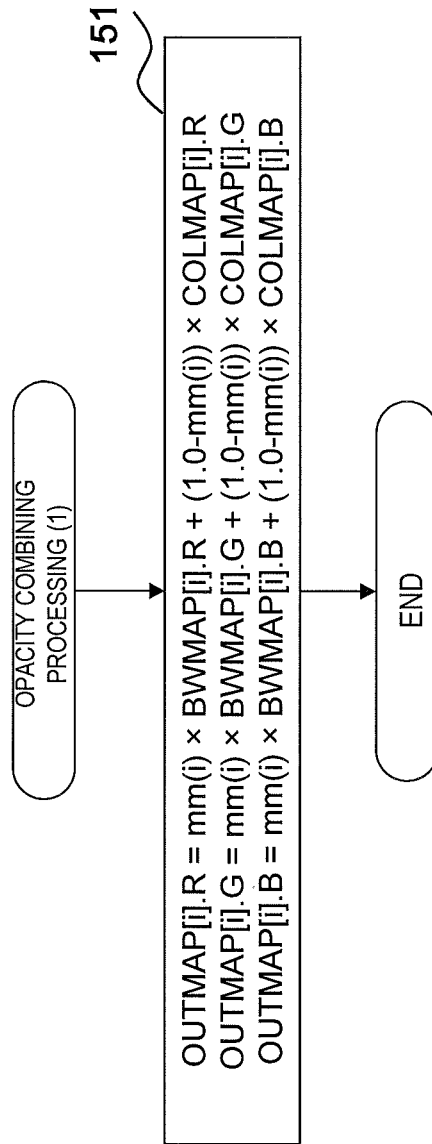 OPACITY COMBINING
PROCESSING (1)
151
OUTMAP[i].R = mm(i) × BWMAP[i].R + (1.0-mm(i)) × COLMAP[i].R
OUTMAP[i].G = mm(i) × BWMAP[i].G + (1.0-mm(i)) × COLMAP[i].G
OUTMAP[i].B = mm(i) × BWMAP[i].B + (1.0-mm(i)) × COLMAP[i].B
END